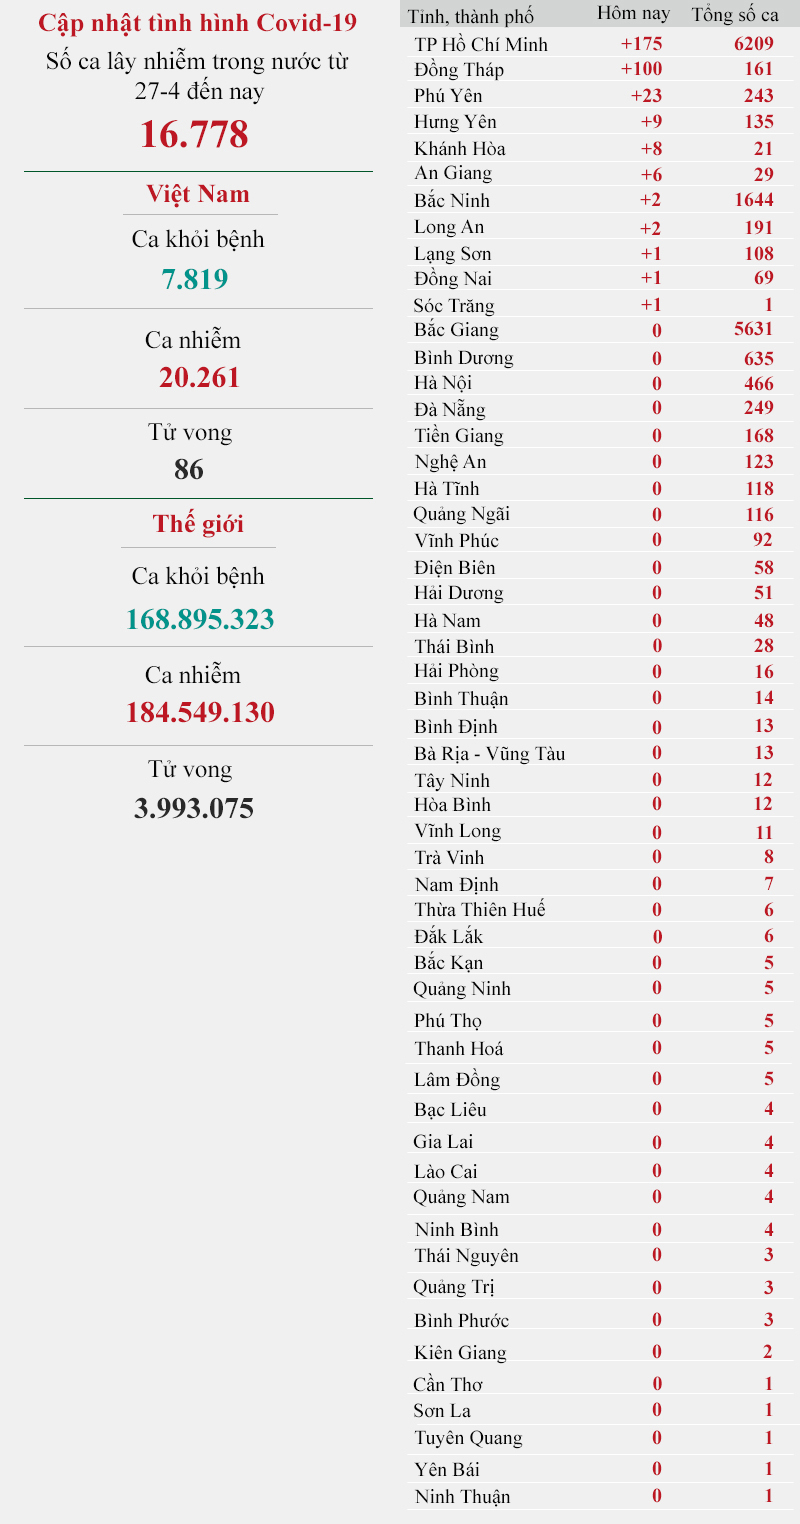 Cập nhật tình hình Covid-19
Số ca lây nhiễm trong nước từ
27-4 đến nay
16.778
Việt Nam
Ca khỏi bệnh
7.819
Ca nhiễm
20.261
Tử vong
86
Thế giới
Ca khỏi bệnh
168.895.323
Ca nhiễm
184.549.130
Tử vong
3.993.075
Tỉnh, thành phố Hôm nay Tổng số ca
TP Hồ Chí Minh +175 6209
Đồng Tháp +100 161
Phú Yên +23 243
Hưng Yên +9 135
Khánh Hòa +8 21
An Giang +6 29
Bắc Ninh +2 1644
Long An +2 191
Lạng Sơn +1 108
Đồng Nai +1 69
Sóc Trăng +1 1
Bắc Giang 0 5631
Bình Dương 0 635
Hà Nội 0 466
Đà Nẵng 0 249
Tiền Giang 0 168
Nghệ An 0 123
Hà Tĩnh 0 118
Quảng Ngãi 0 116
Vĩnh Phúc 0 92
Điện Biên 0 58
Hải Dương 0 51
Hà Nam 0 48
Thái Bình 0 28
Hải Phòng 0 16
Bình Thuận 0 14
Bình Định 0 13
Bà Rịa - Vũng Tàu 0 13
Tây Ninh 0 12
Hòa Bình 0 12
Vĩnh Long 0 11
Trà Vinh 0 8
Nam Định 0 7
Thừa Thiên Huế 0 6
Đắk Lắk 0 6
Bắc Kạn 0 5
Quảng Ninh 0 5
Phú Thọ 0 5
Thanh Hoá 0 5
Lâm Đồng 0 5
Bạc Liêu 0 4
Gia Lai 0 4
Lào Cai 0 4
Quảng Nam 0 4
Ninh Bình 0 4
Thái Nguyên 0 3
Quảng Trị 0 3
Bình Phước 0 3
Kiên Giang 0 2
Cần Thơ 0 1
Sơn La 0 1
Tuyên Quang 0 1
Yên Bái 0 1
Ninh Thuận 0 1